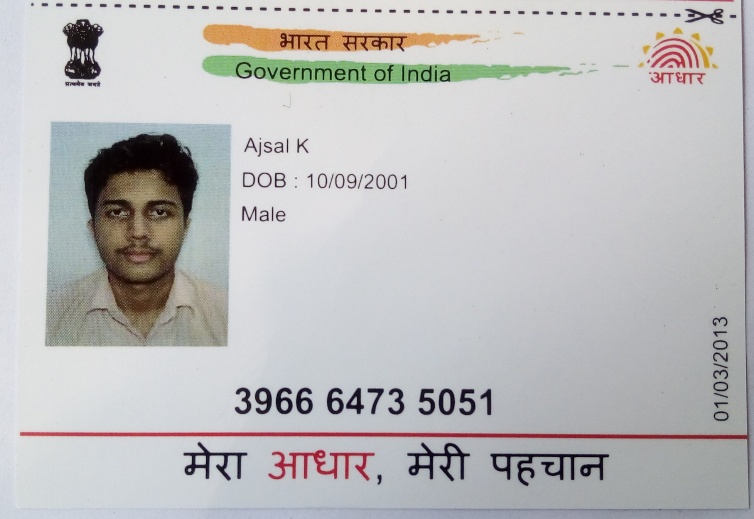 भारत सरकार
Government of India
सत्यमेव जयते
आधार
Ajsal K
DOB : 10/09/2001
Male
01/03/2013
3966 6473 5051
मेरा आधार, मेरी पहचान